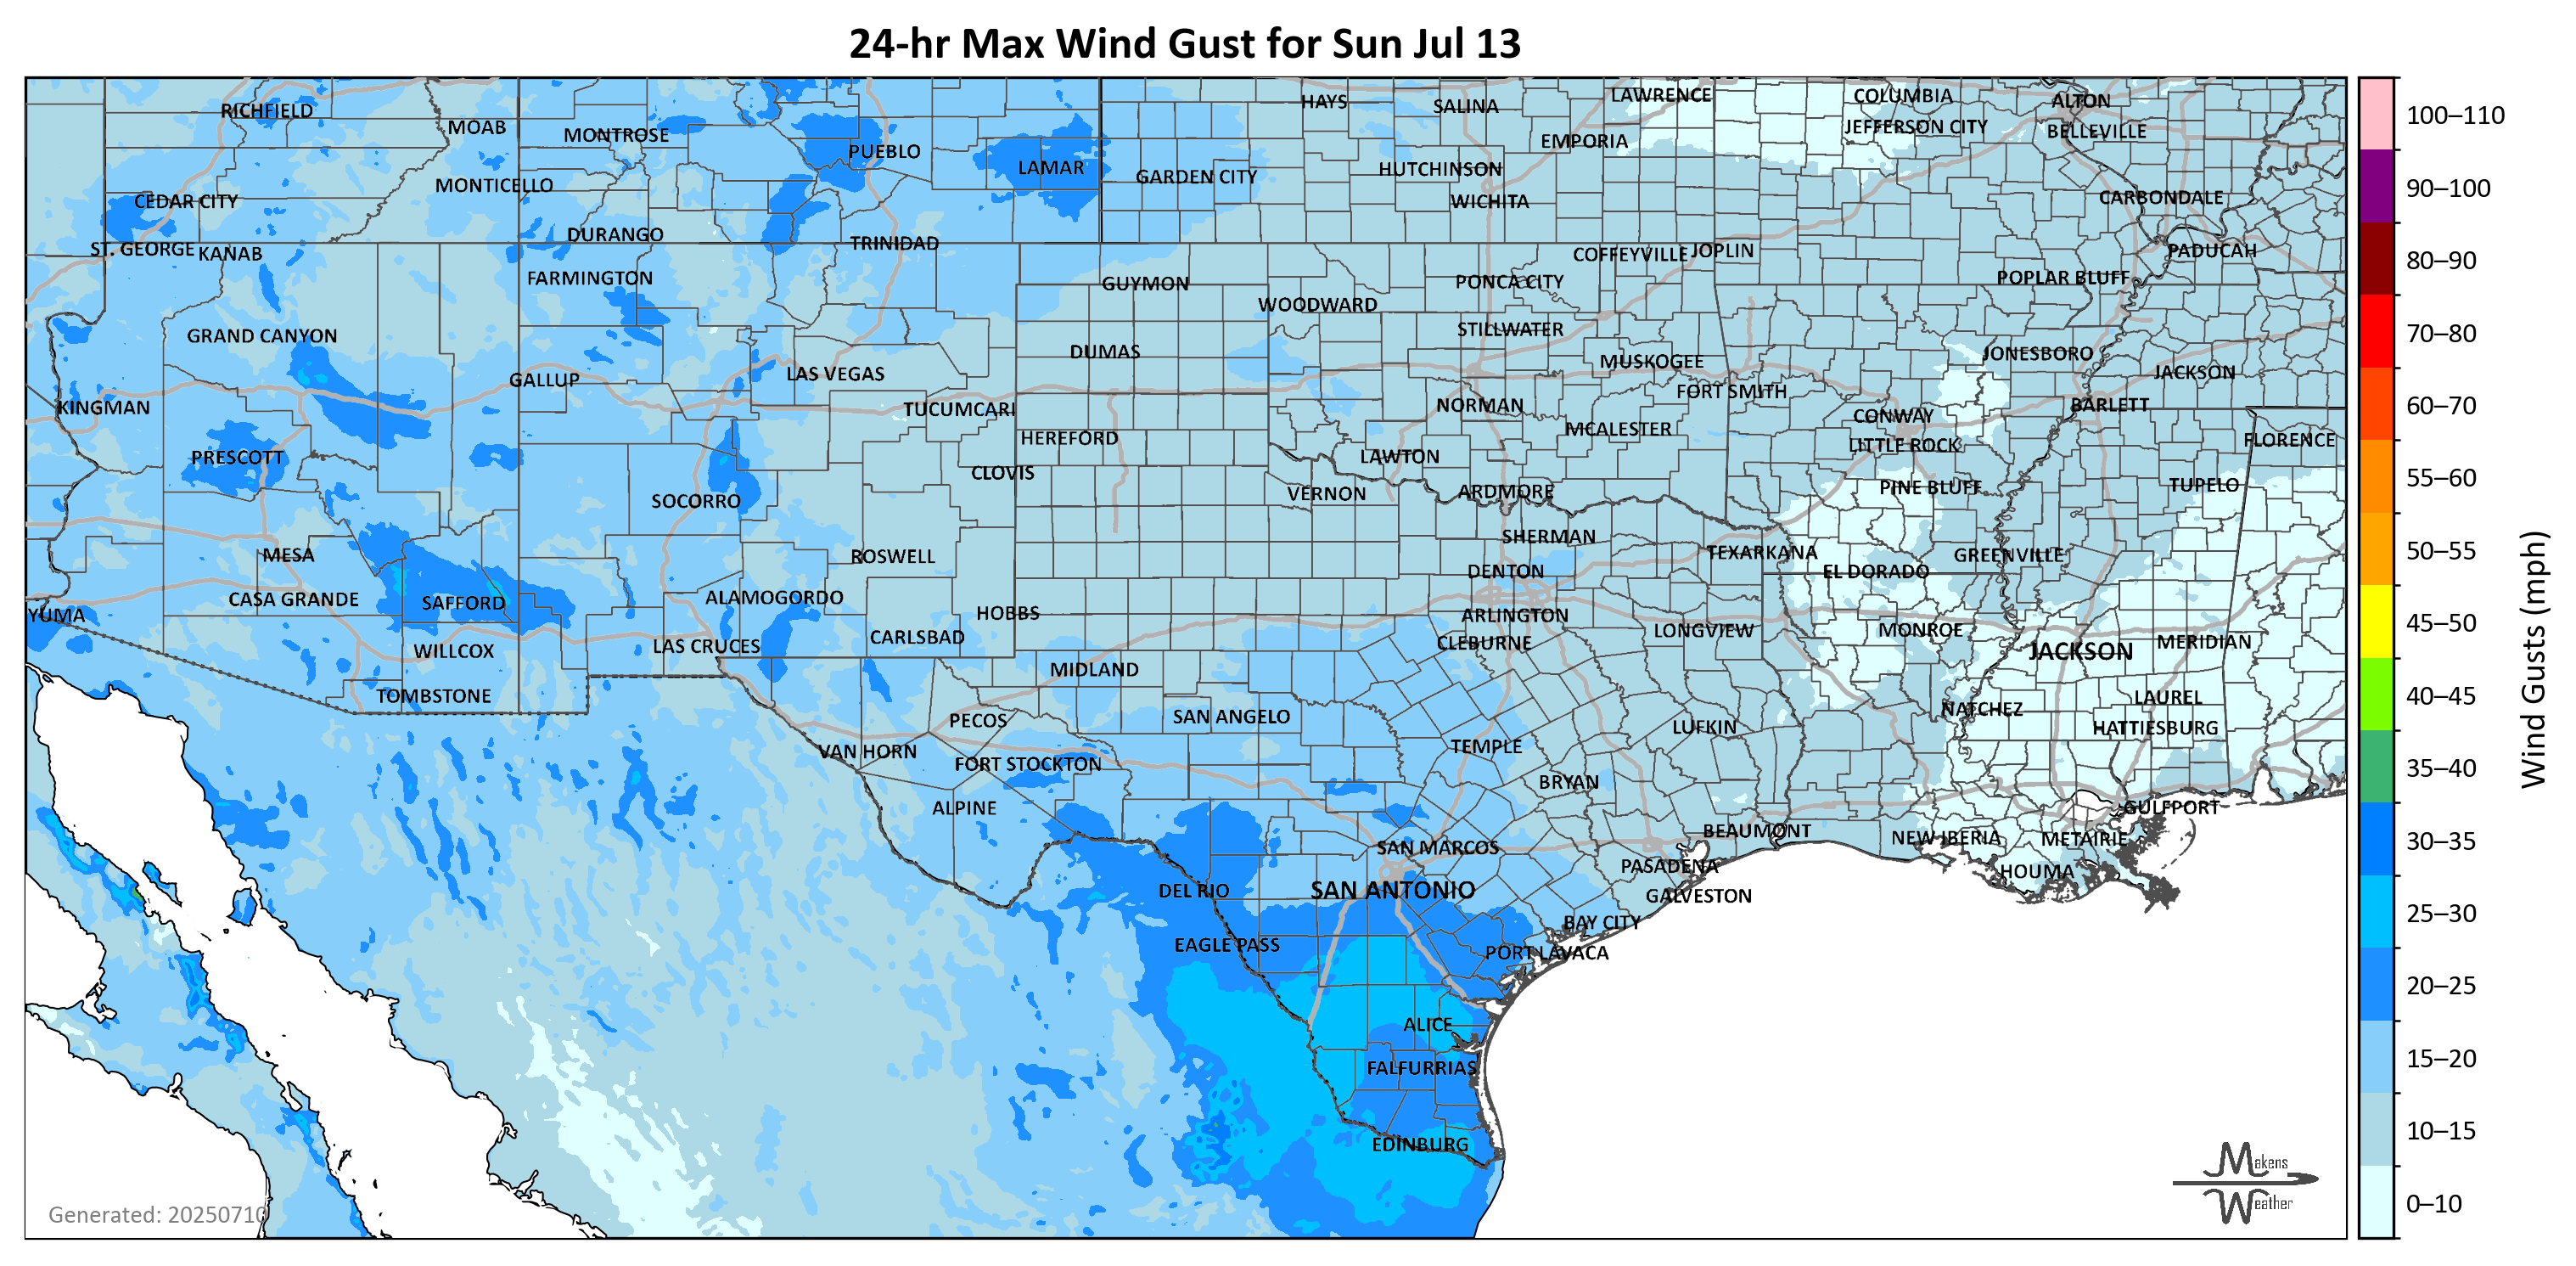 24-hr Max Wind Gust for Sun Jul 13
RICHFIELD
MOAB
MONTROSE
PUEBLO
LAMAR
HAYS
SALINA
LAWRENCE
COLUMBIA
ALTON
EMPORIA
JEFFERSON CITY
BELLEVILLE
MONTICELLO
GARDEN CITY
HUTCHINSON
WICHITA
CARBONDALE
CEDAR CITY
ST. GEORGE
KANAB
DURANGO
TRINIDAD
COFFEYVILLE
JOPLIN
PADUCAH
FARMINGTON
GUYMON
PONCA CITY
POPLAR BLUFF
WOODWARD
GRAND CANYON
STILLWATER
DUMAS
MUSKOGEE
JONESBORO
GALLUP
LAS VEGAS
FORT SMITH
JACKSON
KINGMAN
TUCUMCARI
NORMAN
CONWAY
BARLETT
HEREFORD
MCALESTER
LITTLE ROCK
FLORENCE
PRESCOTT
CLOVIS
LAWTON
SOCORRO
VERNON
ARDMORE
PINE BLUFF
TUPELO
MESA
ROSWELL
SHERMAN
TEXARKANA
GREENVILLE
DENTON
EL DORADO
CASA GRANDE
SAFFORD
ALAMOGORDO
HOBBS
ARLINGTON
YUMA
LAS CRUCES
CARLSBAD
CLEBURNE
LONGVIEW
MONROE
JACKSON
MERIDIAN
WILLCOX
MIDLAND
TOMBSTONE
PECOS
SAN ANGELO
LUFKIN
NATCHEZ
LAUREL
HATTIESBURG
VAN HORN
FORT STOCKTON
TEMPLE
BRYAN
ALPINE
GULFPORT
SAN MARCOS
BEAUMONT
NEW IBERIA
METAIRIE
DEL RIO
SAN ANTONIO
PASADENA
GALVESTON
HOUMA
EAGLE PASS
BAY CITY
PORT LAVACA
ALICE
FALFURRIAS
EDINBURG
Generated: 20250710
Makens
Weather
100–110
90–100
80–90
70–80
60–70
55–60
50–55
45–50
40–45
35–40
30–35
25–30
20–25
15–20
10–15
0–10
Wind Gusts (mph)